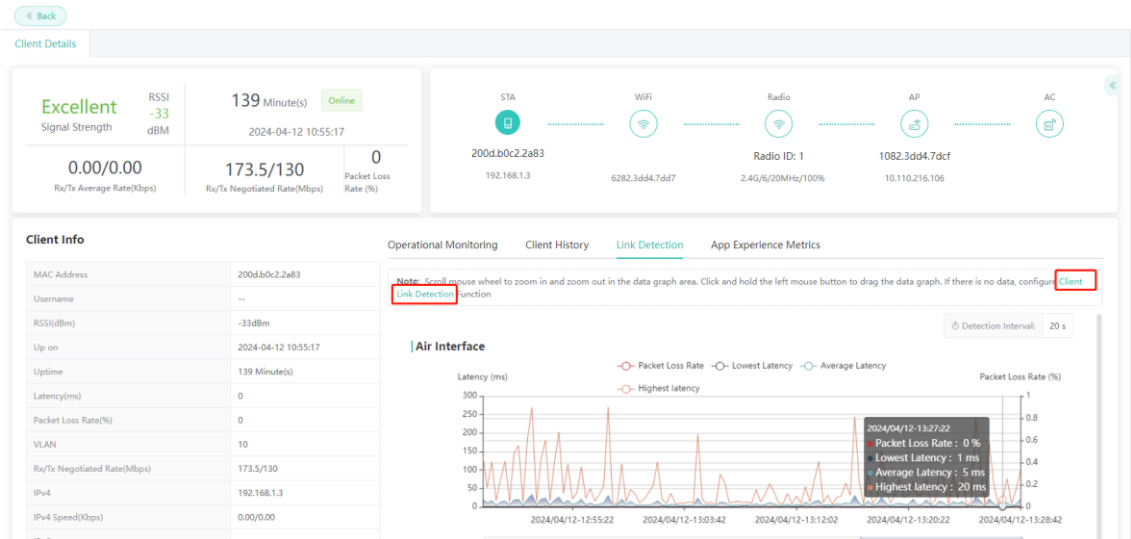 « Back
Client Details
Excellent
Signal Strength
RSSI
-33
dBM
139 Minute(s) Online
2024-04-12 10:55:17
0.00/0.00
Rx/Tx Average Rate(Kbps)
173.5/130
Rx/Tx Negotiated Rate(Mbps)
0
Packet Loss
Rate (%)
STA
200d.b0c2.2a83
192.168.1.3
WiFi
6282.3dd4.7dd7
Radio
Radio ID: 1
2.4G/6/20MHz/100%
AP
1082.3dd4.7dcf
10.110.216.106
AC
«
Client Info
MAC Address 200d.b0c2.2a83
Username --
RSSI(dBm) -33dBm
Up on 2024-04-12 10:55:17
Uptime 139 Minute(s)
Latency(ms) 0
Packet Loss Rate(%) 0
VLAN 10
Rx/Tx Negotiated Rate(Mbps) 173.5/130
IPv4 192.168.1.3
IPv4 Speed(Kbps) 0.00/0.00
Operational Monitoring Client History Link Detection App Experience Metrics
Note: Scroll mouse wheel to zoom in and zoom out in the data graph area. Click and hold the left mouse button to drag the data graph. If there is no data, configure Client
Link Detection Function
Detection Interval: 20 s
Air Interface
Packet Loss Rate Lowest Latency Average Latency
Highest latency
Latency (ms)
Packet Loss Rate (%)
300
250
200
150
100
50
0
1
0.8
0.6
0.4
0.2
0
2024/04/12-13:27:22
Packet Loss Rate : 0 %
Lowest Latency : 1 ms
Average Latency : 5 ms
Highest latency : 20 ms
2024/04/12-12:55:22 2024/04/12-13:03:42 2024/04/12-13:12:02 2024/04/12-13:20:22 2024/04/12-13:28:42